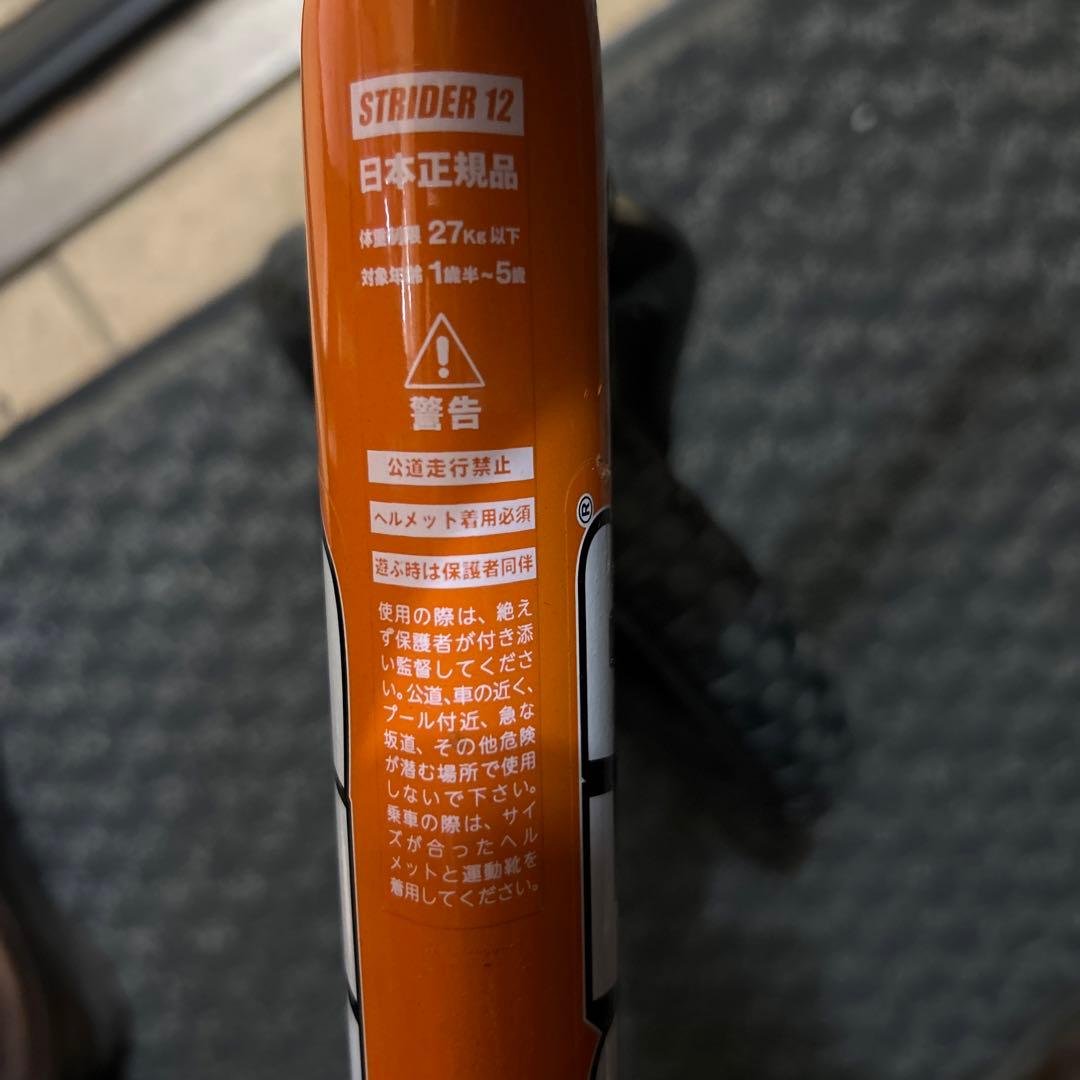 STRIDER 12
日本正規品
体重制限 27Kg以下
対象年齢 1歳半～5歳
!
警告
公道走行禁止
ヘルメット着用必須
遊ぶ時は保護者同伴
®
使用の際は、絶え
ず保護者が付き添
い監督してくださ
い。公道、車の近く、
プール付近、急な
坂道、その他危険
が潜む場所で使用
しないで下さい。
乗車の際は、サイ
ズが合ったヘル
メットと運動靴を
着用してください。